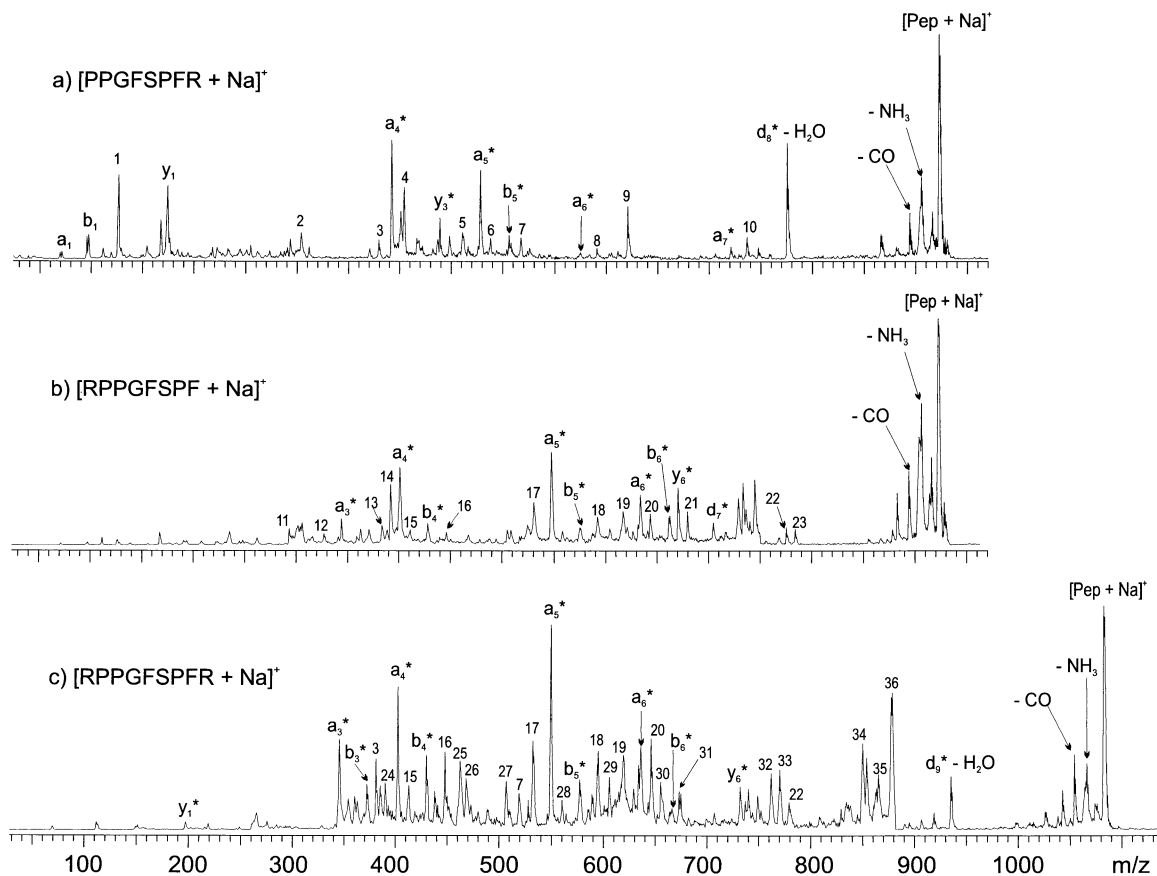 [Pep + Na]⁺
a) [PPGFSPFR + Na]⁺
- NH₃
- CO
d₈* - H₂O
a₁
b₁
1
y₁
2
3
a₄*
4
y₃*
5
a₅*
6
b₅*
7
a₆*
8
9
a₇*
10
[Pep + Na]⁺
b) [RPPGFSPF + Na]⁺
- NH₃
- CO
11
12
a₃*
13
14
a₄*
15
b₄*
16
17
a₅*
b₅*
18
19
a₆*
20
b₆*
y₆*
21
d₇*
22
23
[Pep + Na]⁺
c) [RPPGFSPFR + Na]⁺
- NH₃
- CO
y₁*
a₃*
b₃*
3
24
a₄*
15
b₄*
16
25
26
27
7
17
a₅*
28
b₅*
18
29
19
a₆*
20
30
b₆*
31
y₆*
32
33
22
34
35
36
d₉* - H₂O
100 200 300 400 500 600 700 800 900 1000 m/z